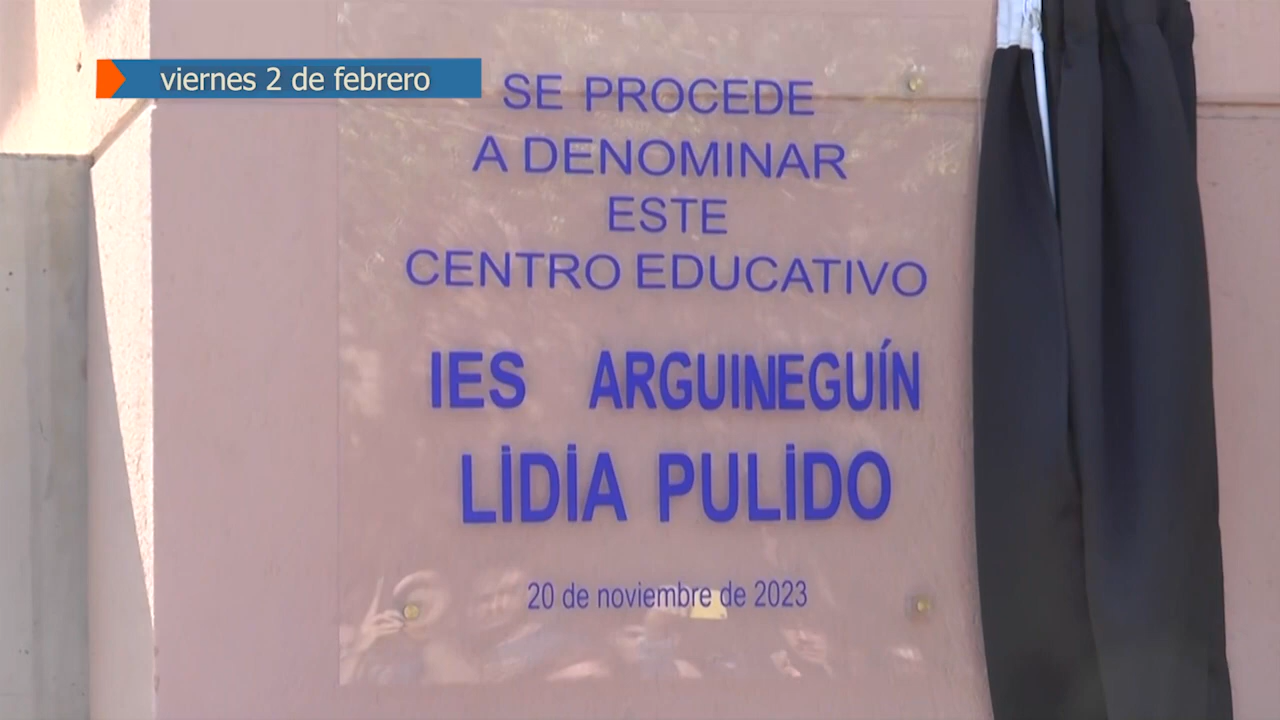 viernes 2 de febrero
SE PROCEDE
A DENOMINAR
ESTE
CENTRO EDUCATIVO
IES ARGUINEGUÍN
LİDİA PULİDO
20 de noviembre de 2023